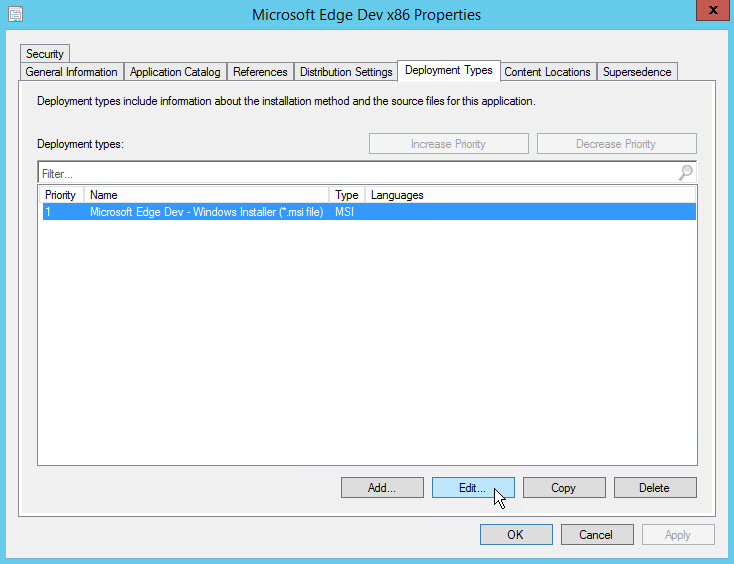 Microsoft Edge Dev x86 Properties
x
Security
General Information Application Catalog References Distribution Settings Deployment Types Content Locations Supersedence
Deployment types include information about the installation method and the source files for this application.
Deployment types: Increase Priority Decrease Priority
Filter...
Priority Name Type Languages
1 Microsoft Edge Dev - Windows Installer (*.msi file) MSI
Add... Edit... Copy Delete
OK Cancel Apply